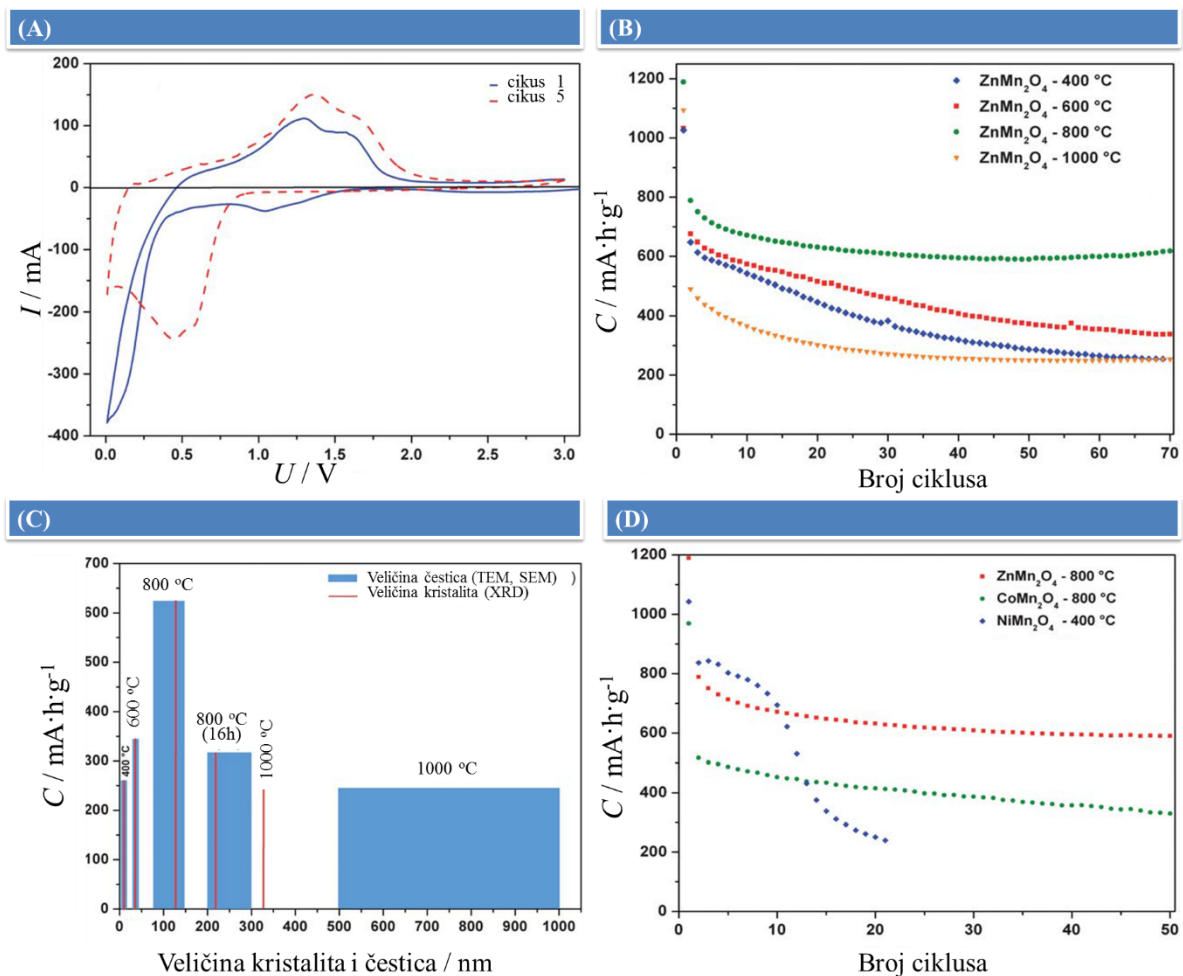 (A)
200
100
0
-100
-200
-300
-400
I / mA
cikus 1
cikus 5
0.0 0.5 1.0 1.5 2.0 2.5 3.0
U / V
(B)
1200
1000
800
600
400
200
0
C / mA·h·g⁻¹
ZnMn₂O₄ - 400 °C
ZnMn₂O₄ - 600 °C
ZnMn₂O₄ - 800 °C
ZnMn₂O₄ - 1000 °C
0 10 20 30 40 50 60 70
Broj ciklusa
(C)
700
600
500
400
300
200
150
100
50
0
C / mA·h·g⁻¹
Veličina čestica (TEM, SEM) )
Veličina kristalita (XRD)
400 °C
600 °C
800 °C
800 °C
(16h)
1000 °C
1000 °C
0 100 200 300 400 500 600 700 800 900 1000
Veličina kristalita i čestica / nm
(D)
1200
1000
800
600
400
200
0
C / mA·h·g⁻¹
ZnMn₂O₄ - 800 °C
CoMn₂O₄ - 800 °C
NiMn₂O₄ - 400 °C
0 10 20 30 40 50
Broj ciklusa